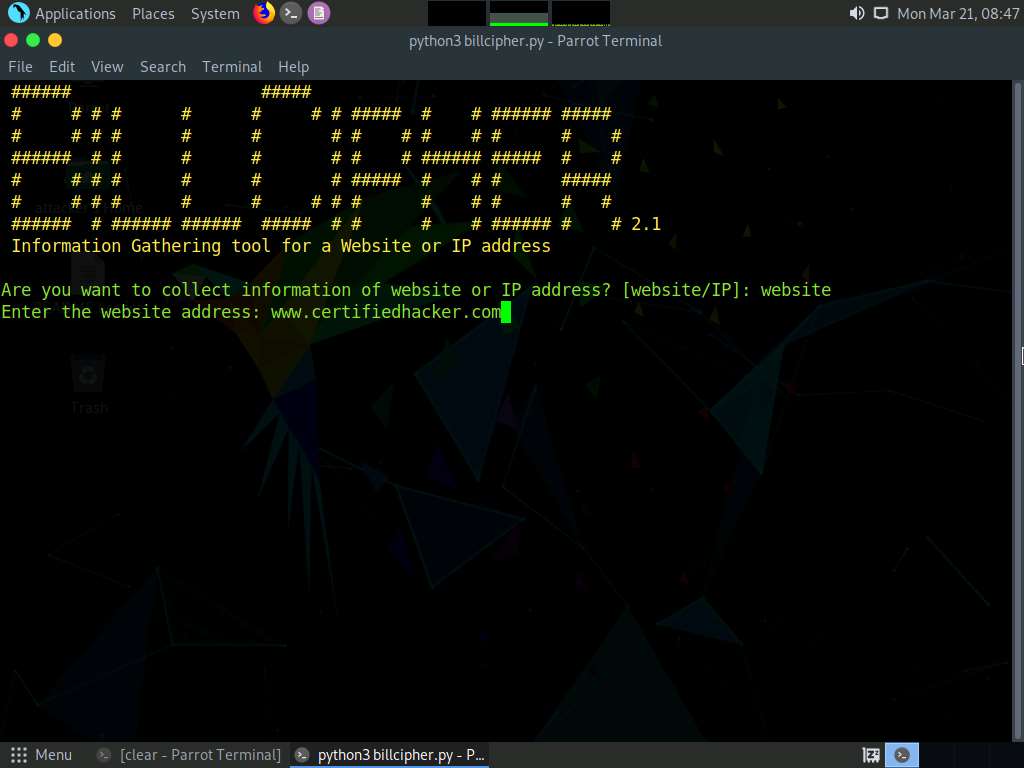 Applications Places System Mon Mar 21, 08:47
python3 billcipher.py - Parrot Terminal
File Edit View Search Terminal Help
BILLCIPHER 2.1
Information Gathering tool for a Website or IP address
Are you want to collect information of website or IP address? [website/IP]: website
Enter the website address: www.certifiedhacker.com
Trash
Menu [clear - Parrot Terminal] python3 billcipher.py - P...